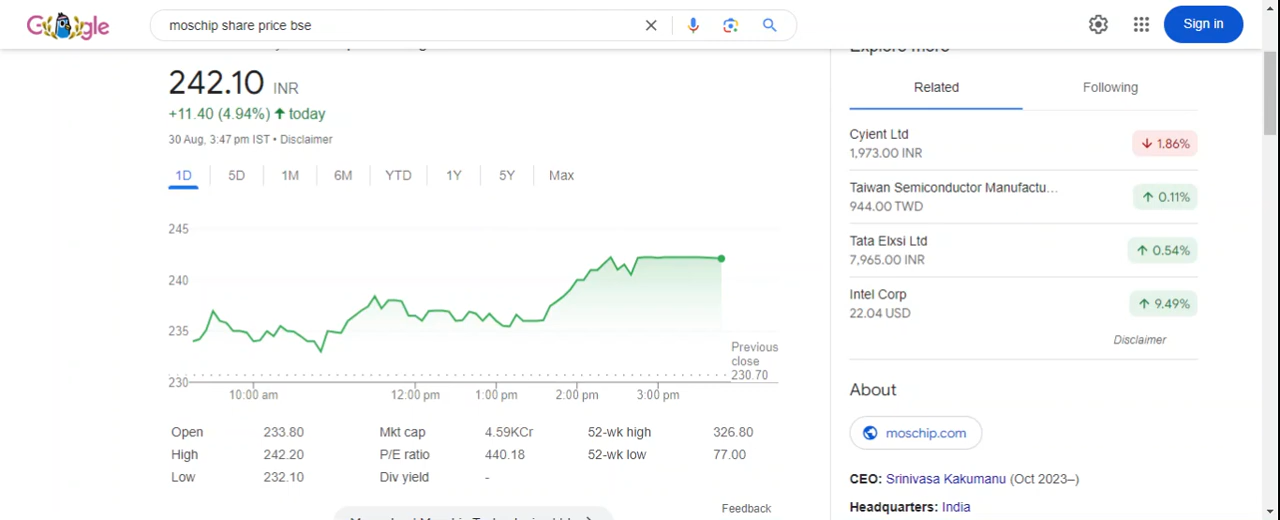 Google
moschip share price bse
Sign in
242.10 INR
+11.40 (4.94%) ↑ today
30 Aug, 3:47 pm IST • Disclaimer
1D 5D 1M 6M YTD 1Y 5Y Max
245
240
235
230
Previous
close
230.70
10:00 am 12:00 pm 1:00 pm 2:00 pm 3:00 pm
Open 233.80 Mkt cap 4.59KCr 52-wk high 326.80
High 242.20 P/E ratio 440.18 52-wk low 77.00
Low 232.10 Div yield -
Feedback
Explore more
Related Following
Cyient Ltd
1,973.00 INR
↓ 1.86%
Taiwan Semiconductor Manufactu…
944.00 TWD
↑ 0.11%
Tata Elxsi Ltd
7,965.00 INR
↑ 0.54%
Intel Corp
22.04 USD
↑ 9.49%
Disclaimer
About
moschip.com
CEO: Srinivasa Kakumanu (Oct 2023–)
Headquarters: India